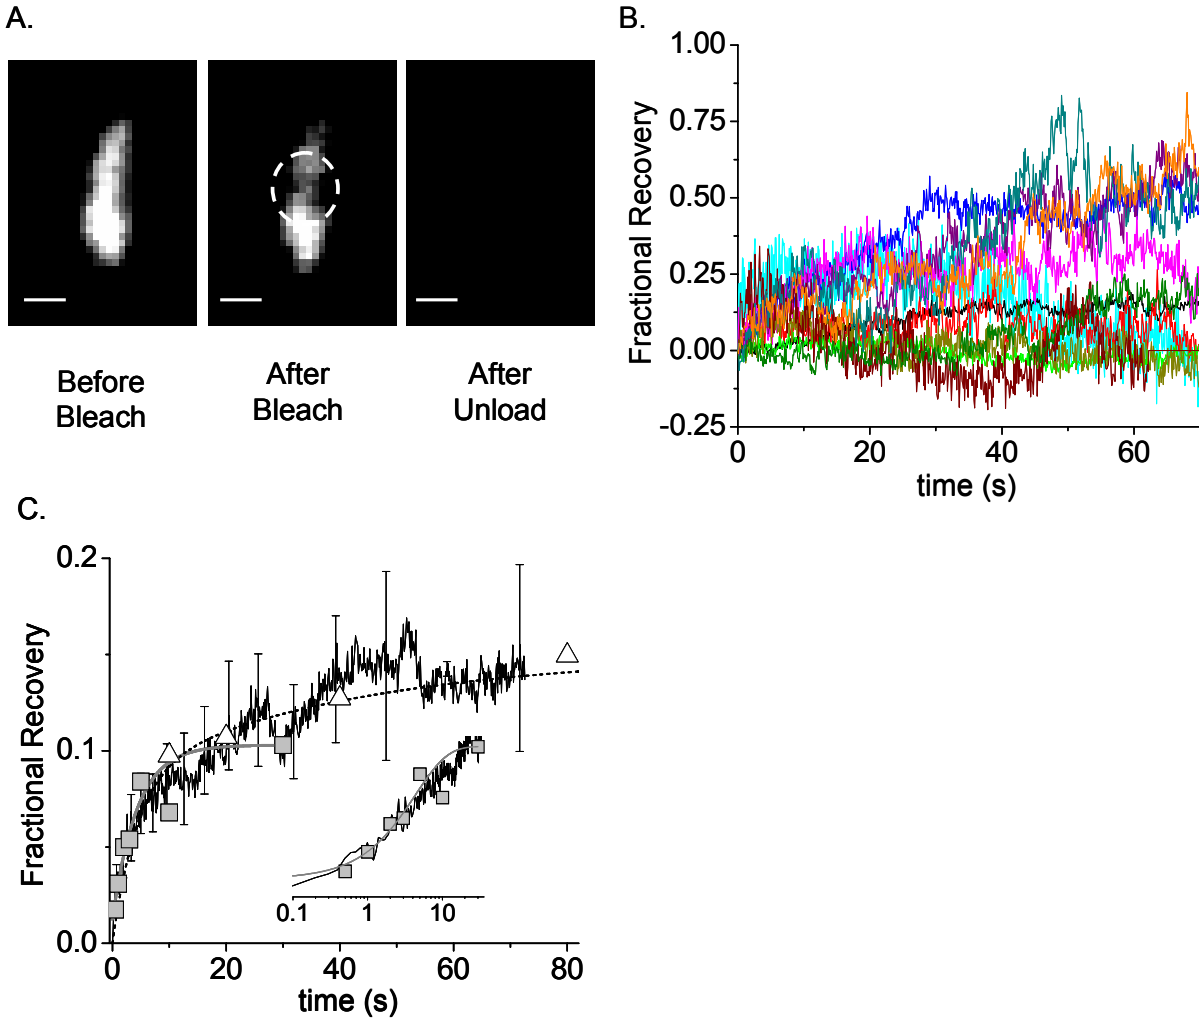 A.
Before
Bleach
After
Bleach
After
Unload
B.
1.00
0.75
0.50
0.25
0.00
-0.25
Fractional Recovery
0
20
40
60
time (s)
C.
0.2
0.1
0.0
Fractional Recovery
0.1
1
10
0
20
40
60
80
time (s)